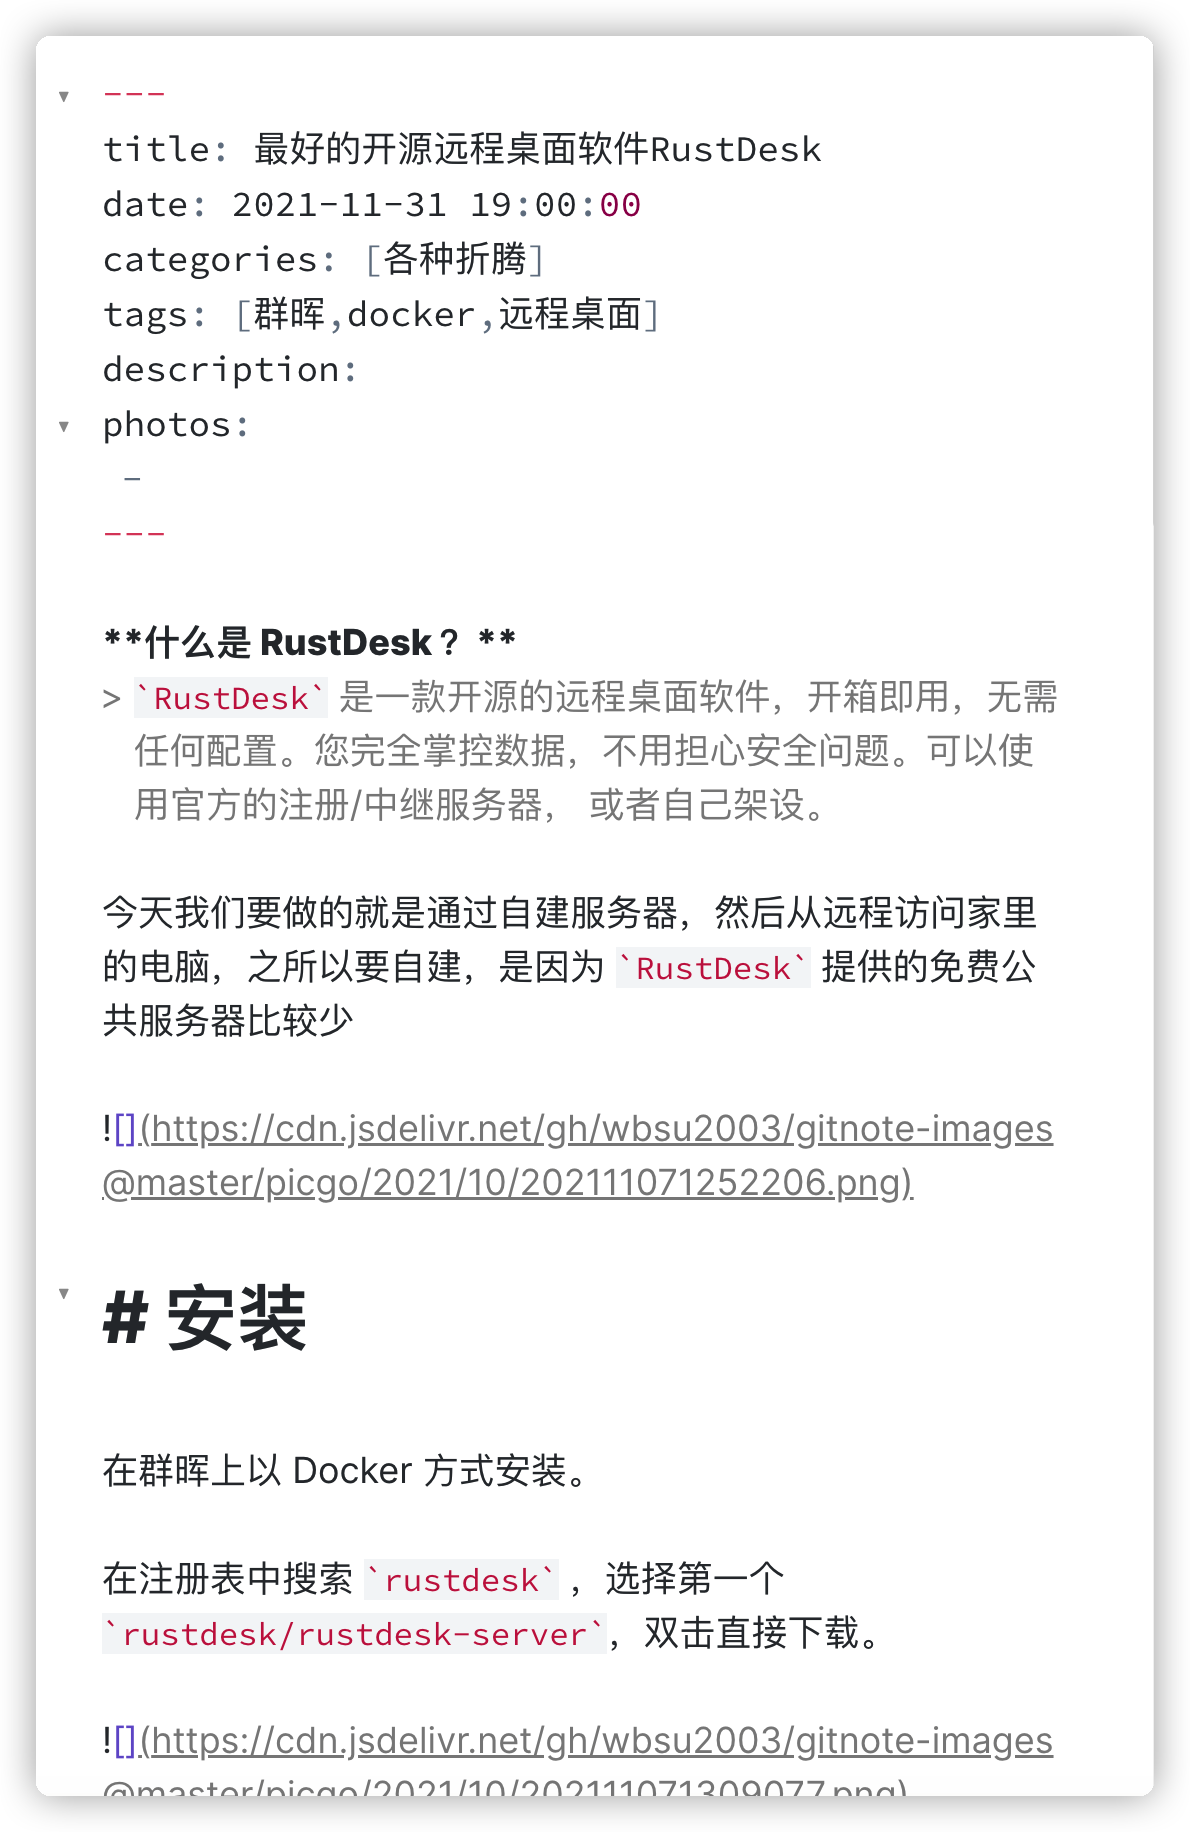 ---
title: 最好的开源远程桌面软件RustDesk
date: 2021-11-31 19:00:00
categories: [各种折腾]
tags: [群晖,docker,远程桌面]
description:
photos:
-
---
**什么是 RustDesk？**
> `RustDesk` 是一款开源的远程桌面软件，开箱即用，无需
任何配置。您完全掌控数据，不用担心安全问题。可以使
用官方的注册/中继服务器， 或者自己架设。
今天我们要做的就是通过自建服务器，然后从远程访问家里
的电脑，之所以要自建，是因为 `RustDesk` 提供的免费公
共服务器比较少
![](https://cdn.jsdelivr.net/gh/wbsu2003/gitnote-images
@master/picgo/2021/10/202111071252206.png)
# 安装
在群晖上以 Docker 方式安装。
在注册表中搜索 `rustdesk` ，选择第一个
`rustdesk/rustdesk-server`，双击直接下载。
![](https://cdn.jsdelivr.net/gh/wbsu2003/gitnote-images
@master/picgo/2021/10/202111071309077.png)